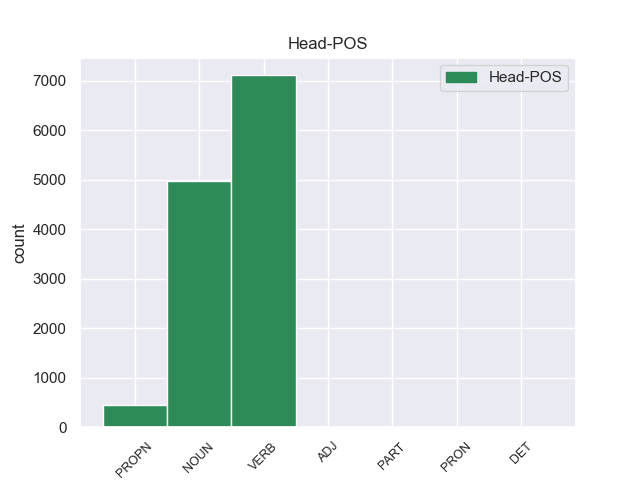 Head-POS
Head-POS
7000
6000
5000
4000
3000
2000
1000
0
count
PROPN
NOUN
VERB
ADJ
PART
PRON
DET